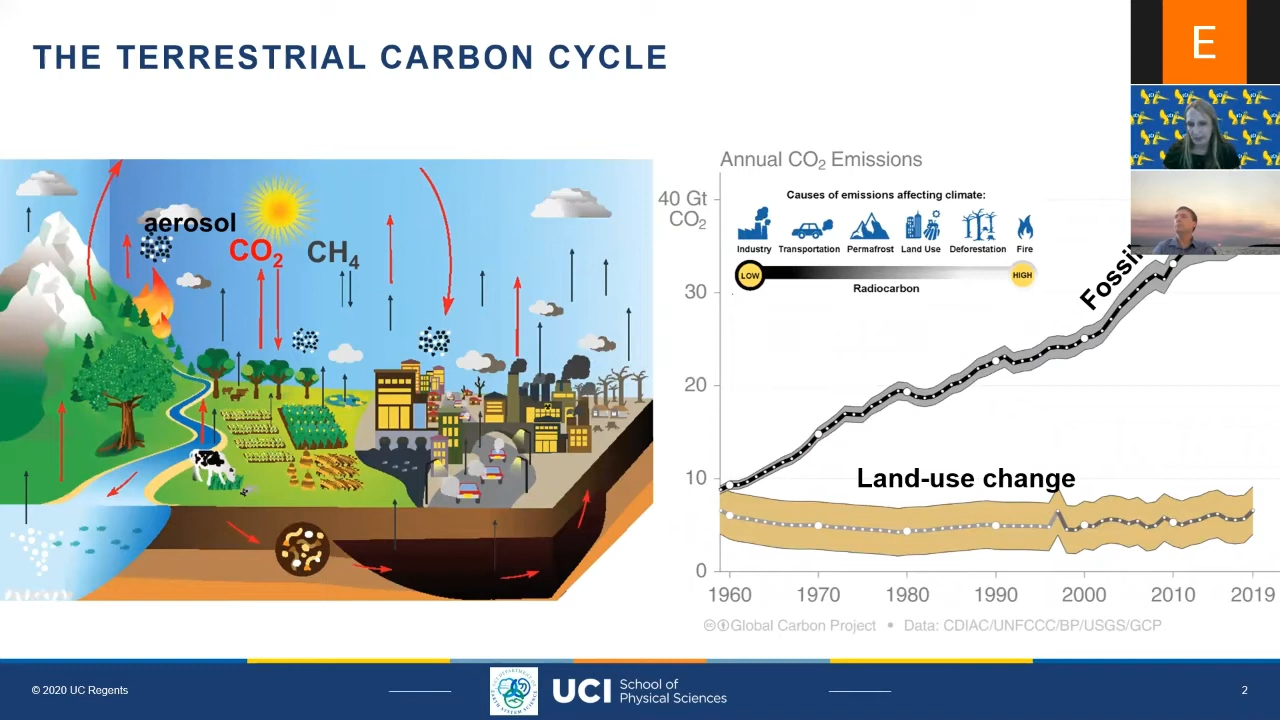 THE TERRESTRIAL CARBON CYCLE
E
aerosol
CO₂
CH₄
Annual CO₂ Emissions
40 Gt
CO₂
30
20
10
0
Causes of emissions affecting climate:
Industry Transportation Permafrost Land Use Deforestation Fire
LOW
HIGH
Radiocarbon
Fossil
Land-use change
1960 1970 1980 1990 2000 2010 2019
Global Carbon Project • Data: CDIAC/UNFCCC/BP/USGS/GCP
© 2020 UC Regents
UCI
School of
Physical Sciences
2